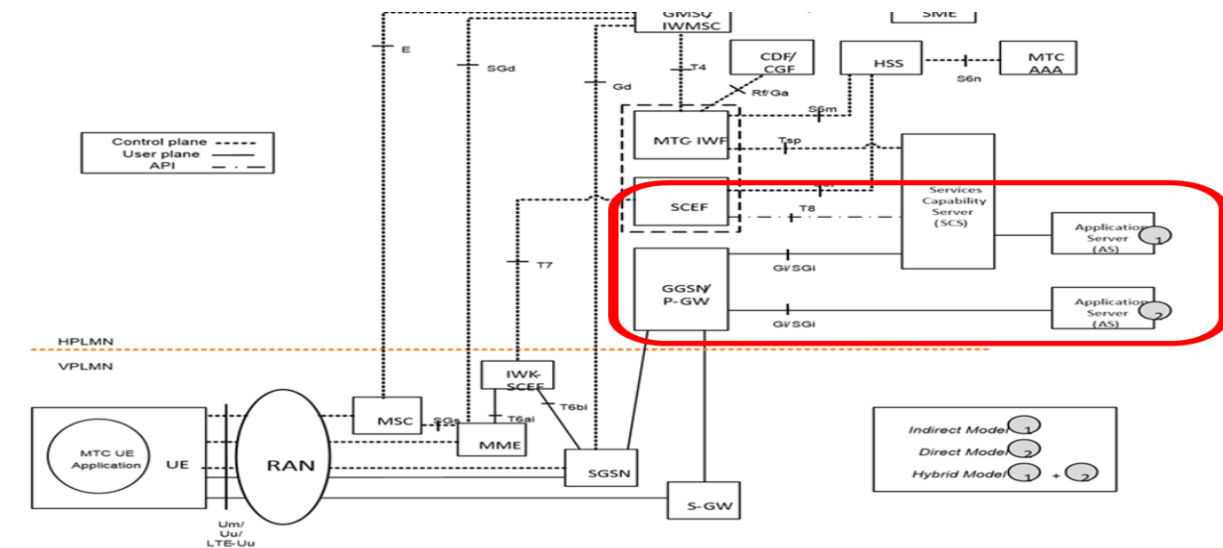 GMSC/
IWMSC
SME
E
SGd
Gd
T4
CDF/
CGF
Rf/Ga
HSS
S6n
MTC
AAA
S6m
MTC- IWF
Tsp
Control plane
User plane
API
SCEF
T8
Services
Capability
Server
(SCS)
Application
Server
(AS)
1
T7
Gi/SGi
GGSN/
P-GW
Gi/SGi
Application
Server
(AS)
2
HPLMN
VPLMN
IWK-
SCEF
MSC
SGs
T6ai
T6bi
MME
MTC UE
Application
UE
RAN
SGSN
S-GW
Um/
Uu/
LTE-Uu
Indirect Model 1
Direct Model 2
Hybrid Model 1 + 2